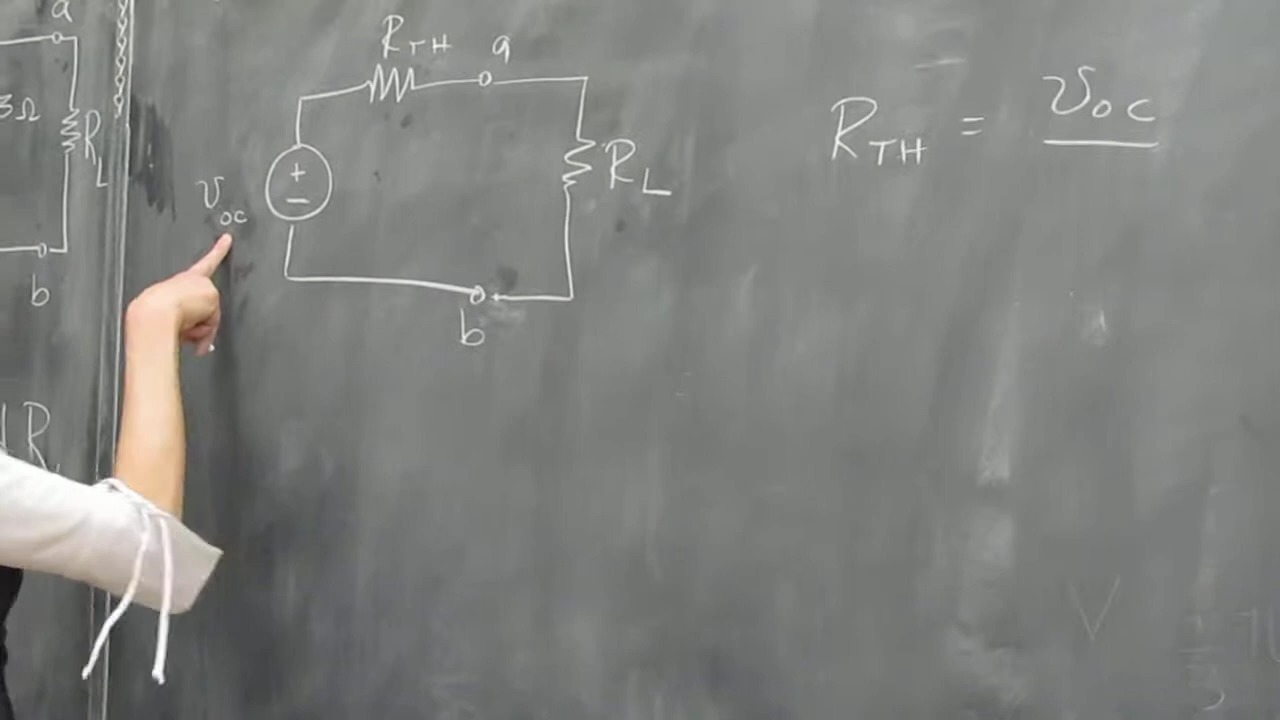 a
3Ω
R_L
b
R
R_TH
a
+
−
v_oc
R_L
b
R_TH = v_oc